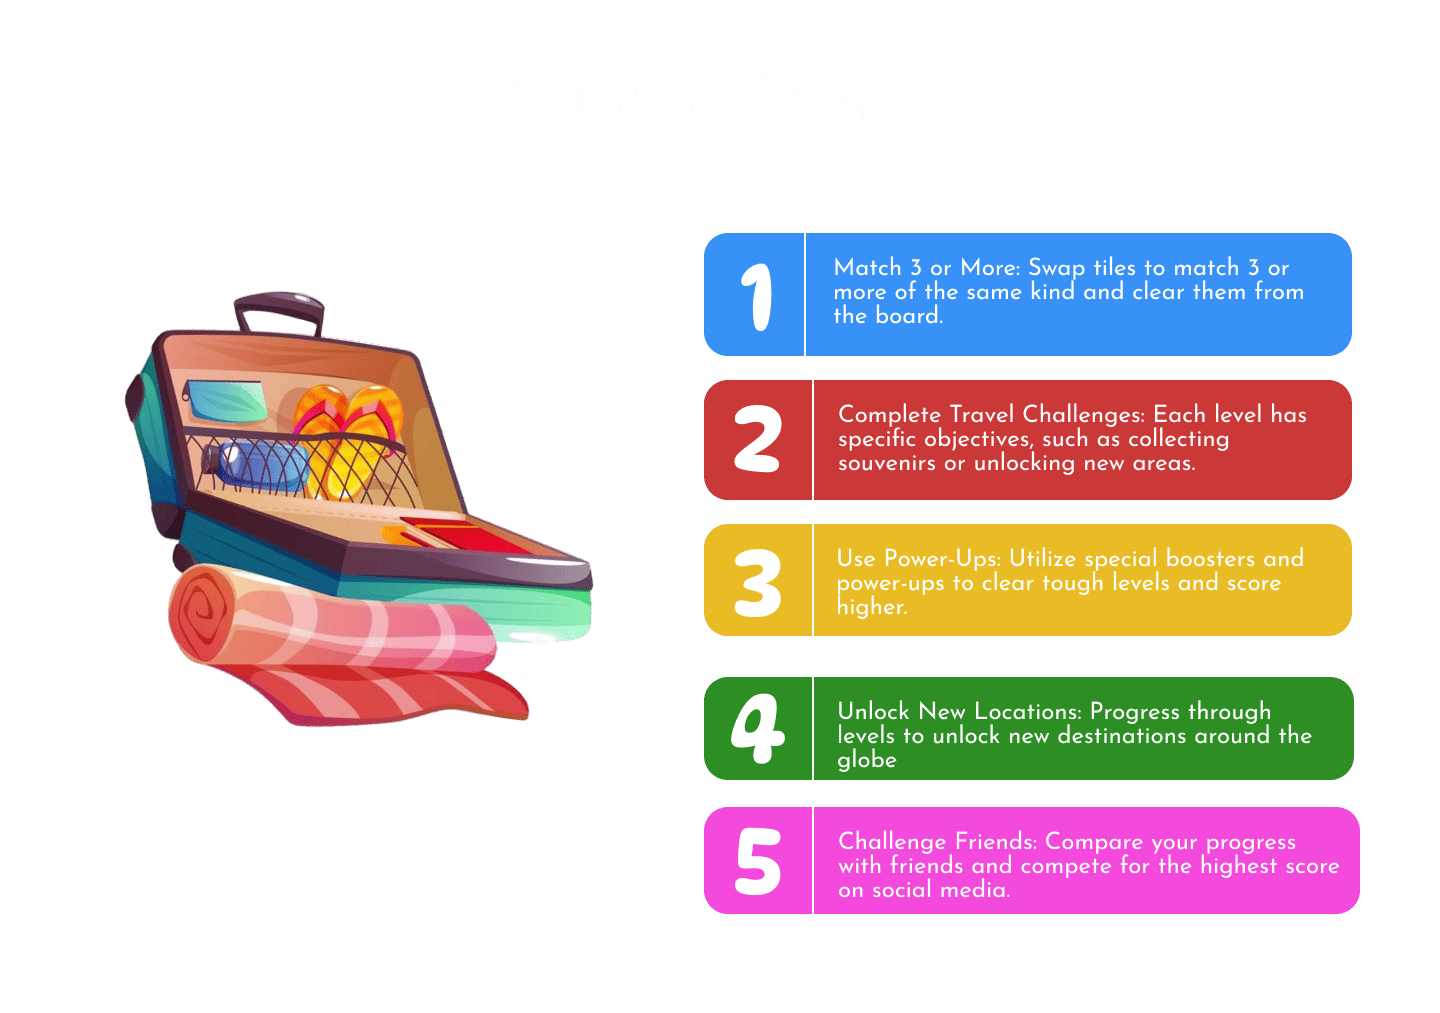 1
Match 3 or More: Swap tiles to match 3 or
more of the same kind and clear them from
the board.
2
Complete Travel Challenges: Each level has
specific objectives, such as collecting
souvenirs or unlocking new areas.
3
Use Power-Ups: Utilize special boosters and
power-ups to clear tough levels and score
higher.
4
Unlock New Locations: Progress through
levels to unlock new destinations around the
globe
5
Challenge Friends: Compare your progress
with friends and compete for the highest score
on social media.